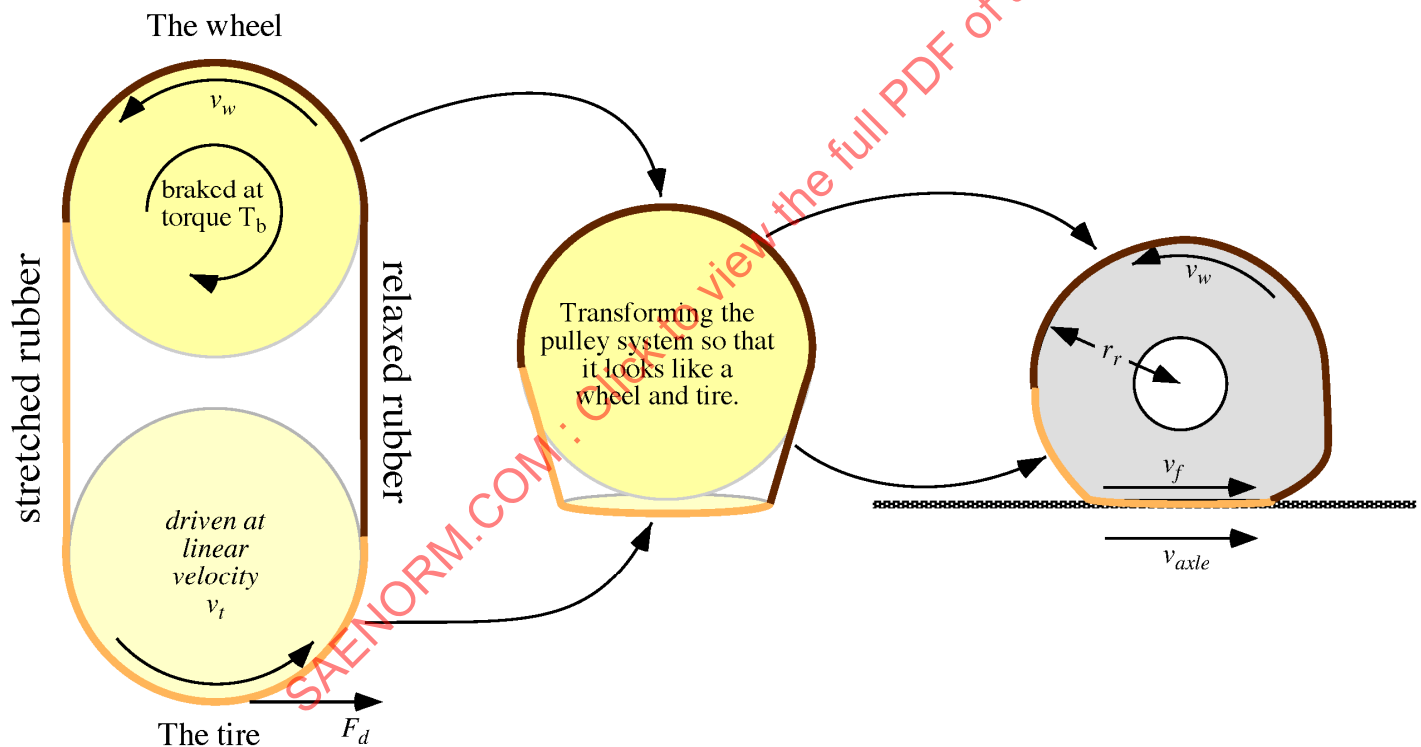 The wheel
v_w
brakcd at
torque T_b
stretched rubber
relaxed rubber
driven at
linear
velocity
v_t
F_d
The tire
Transforming the
pulley system so that
it looks like a
wheel and tire.
v_w
r_r
v_f
v_axle
SAENORM.COM : Click to view the full PDF of